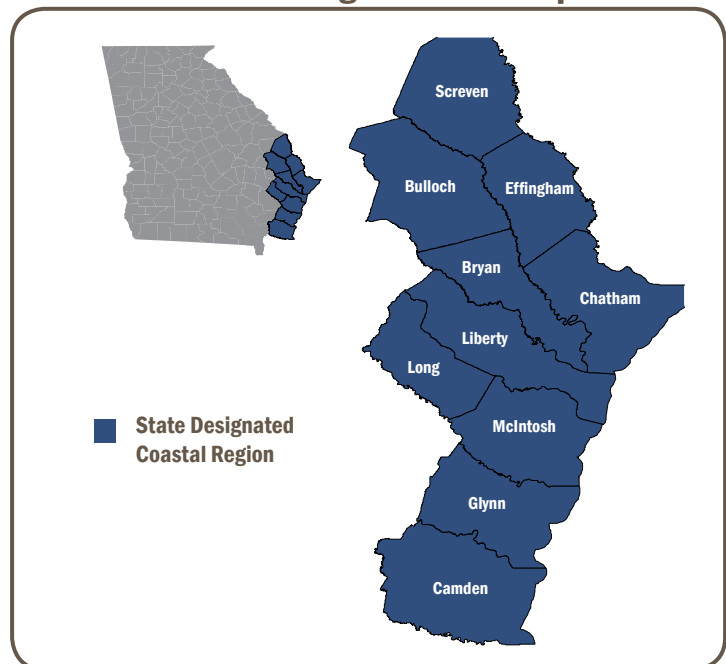 Screven
Bulloch
Effingham
Bryan
Chatham
Liberty
Long
McIntosh
Glynn
Camden
State Designated
Coastal Region